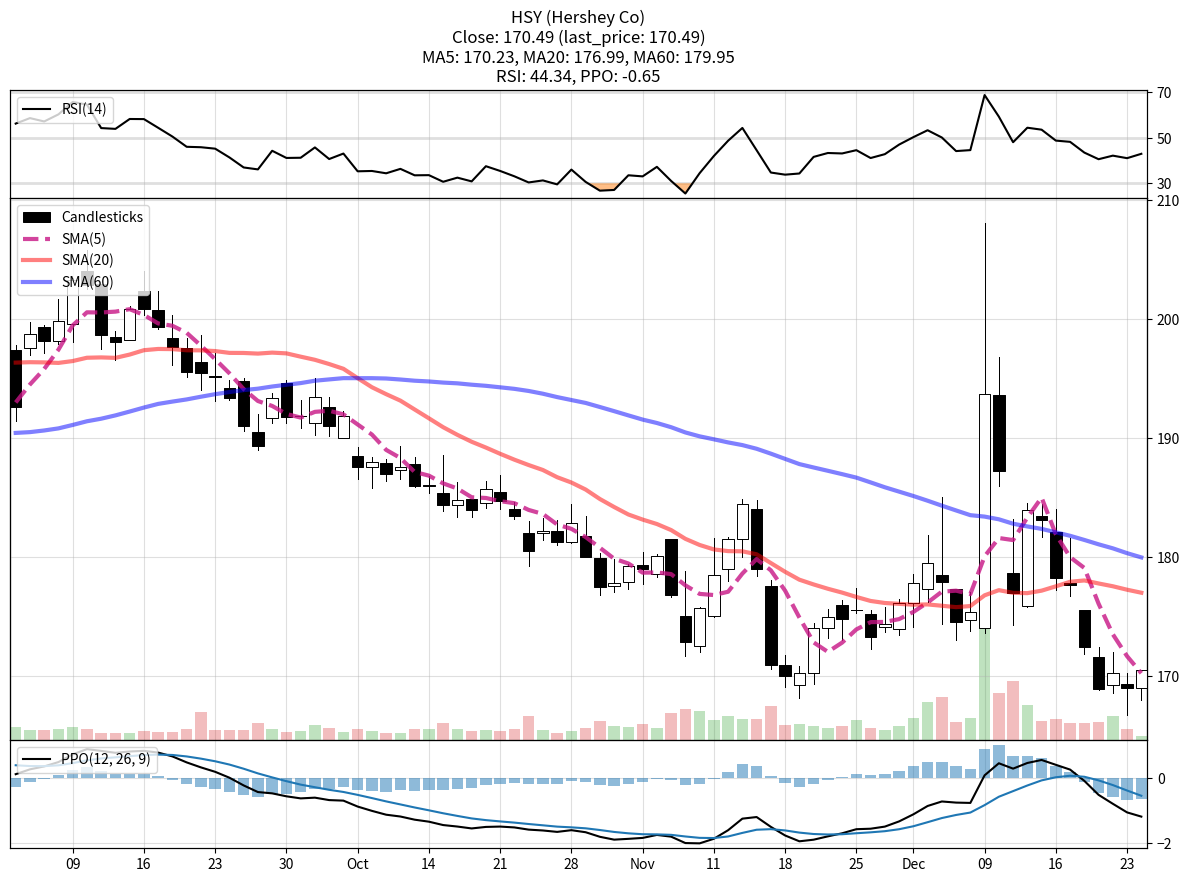 HSY (Hershey Co)
Close: 170.49 (last_price: 170.49)
MA5: 170.23, MA20: 176.99, MA60: 179.95
RSI: 44.34, PPO: -0.65
RSI(14)
70
50
30
210
Candlesticks
SMA(5)
SMA(20)
SMA(60)
200
190
180
170
PPO(12, 26, 9)
0
−2
09 16 23 30 Oct 14 21 28 Nov 11 18 25 Dec 09 16 23